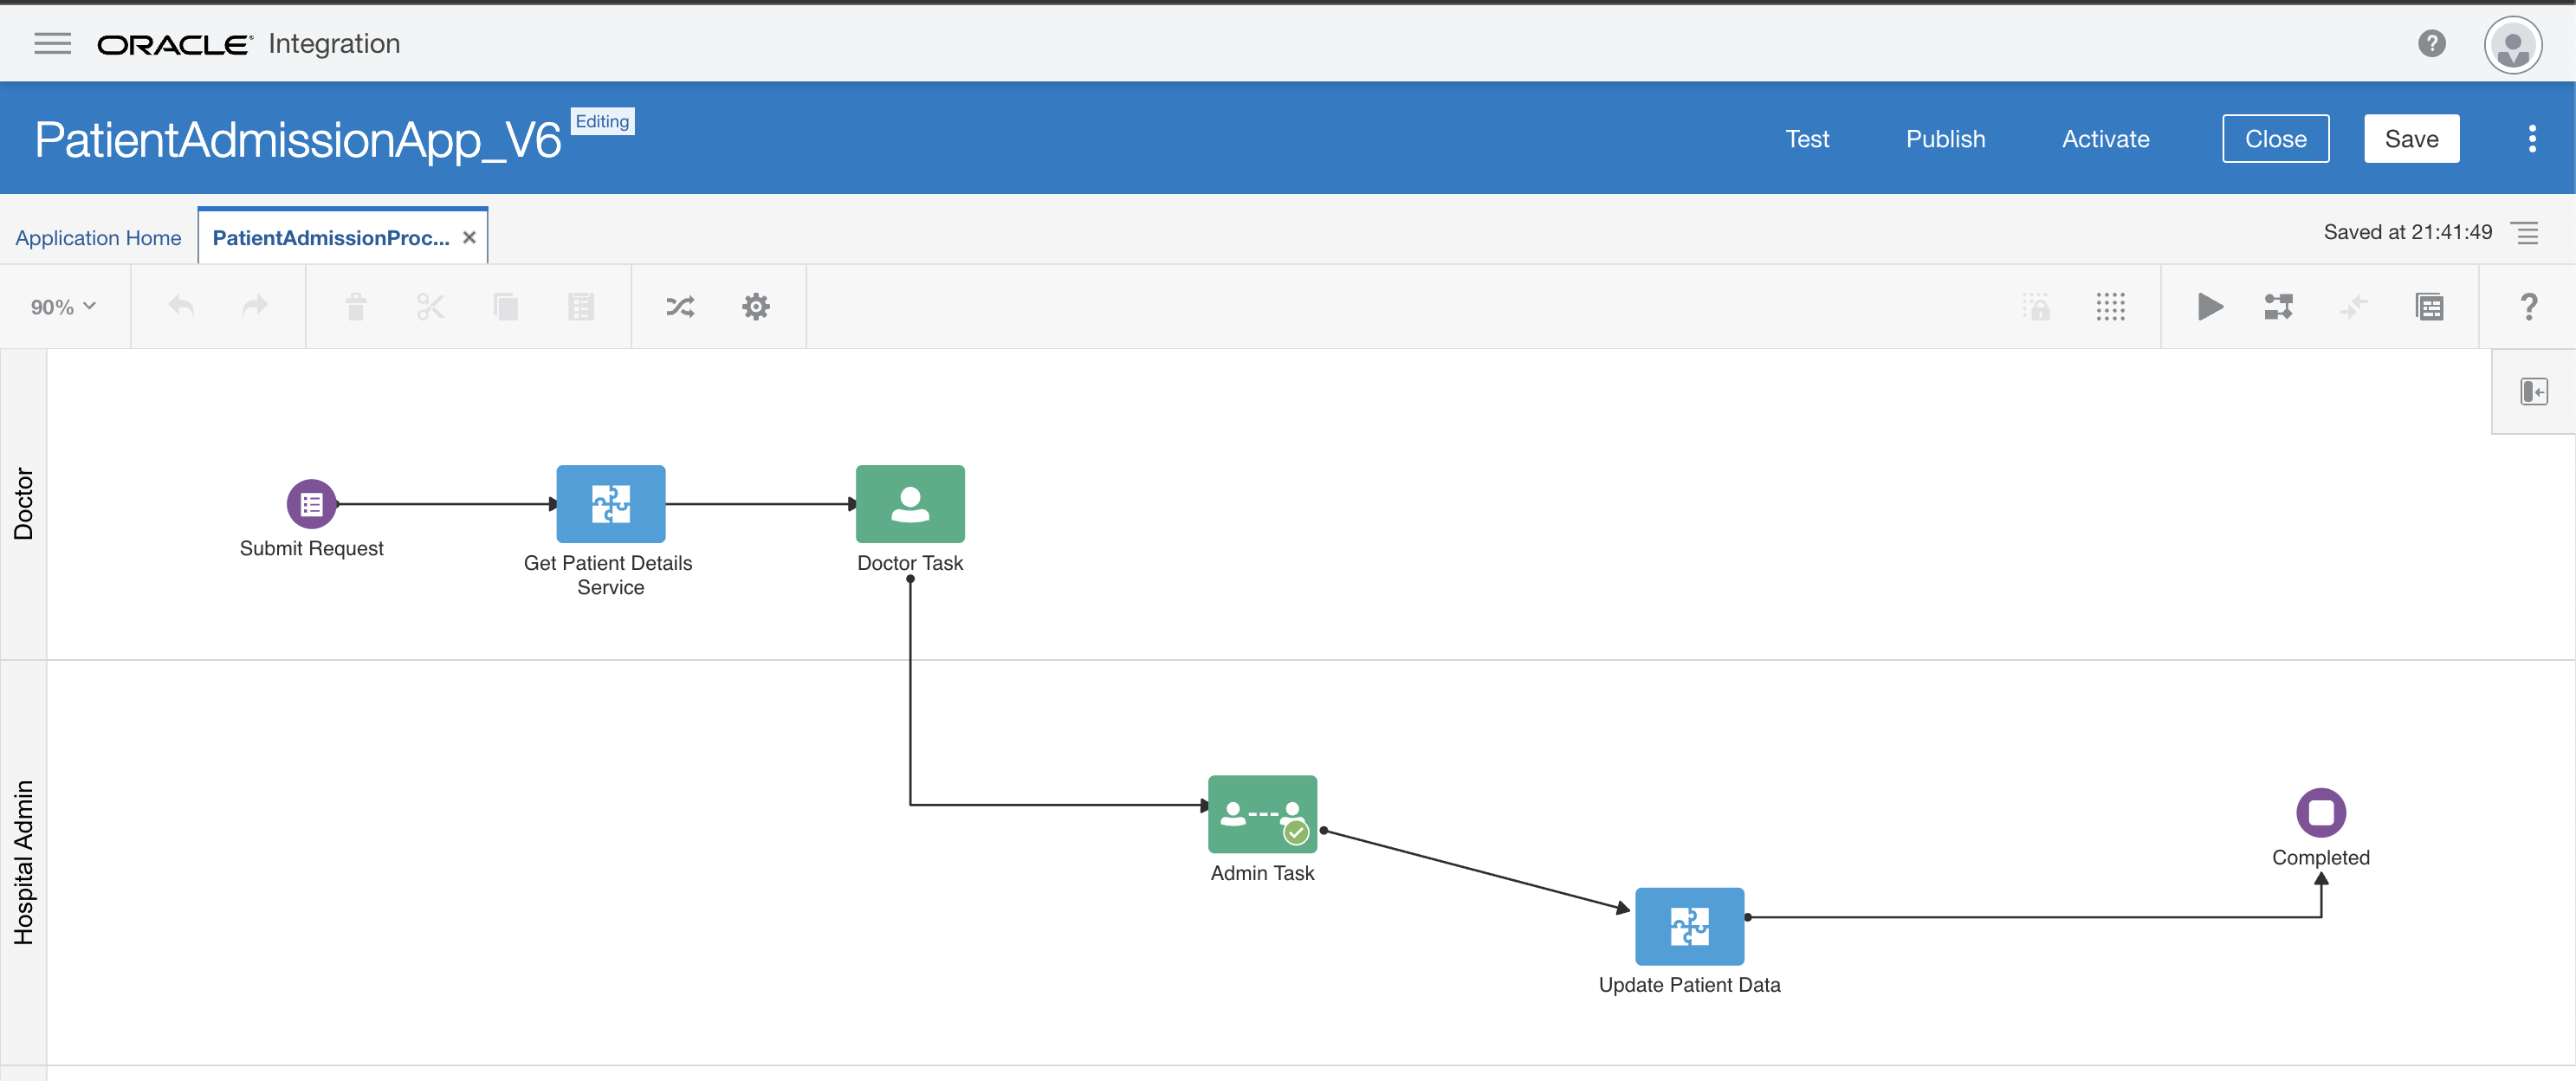 ORACLE Integration
PatientAdmissionApp_V6 Editing
Test Publish Activate Close Save
Application Home PatientAdmissionProc... Saved at 21:41:49
90%
Doctor
Submit Request
Get Patient Details
Service
Doctor Task
Hospital Admin
Admin Task
Update Patient Data
Completed